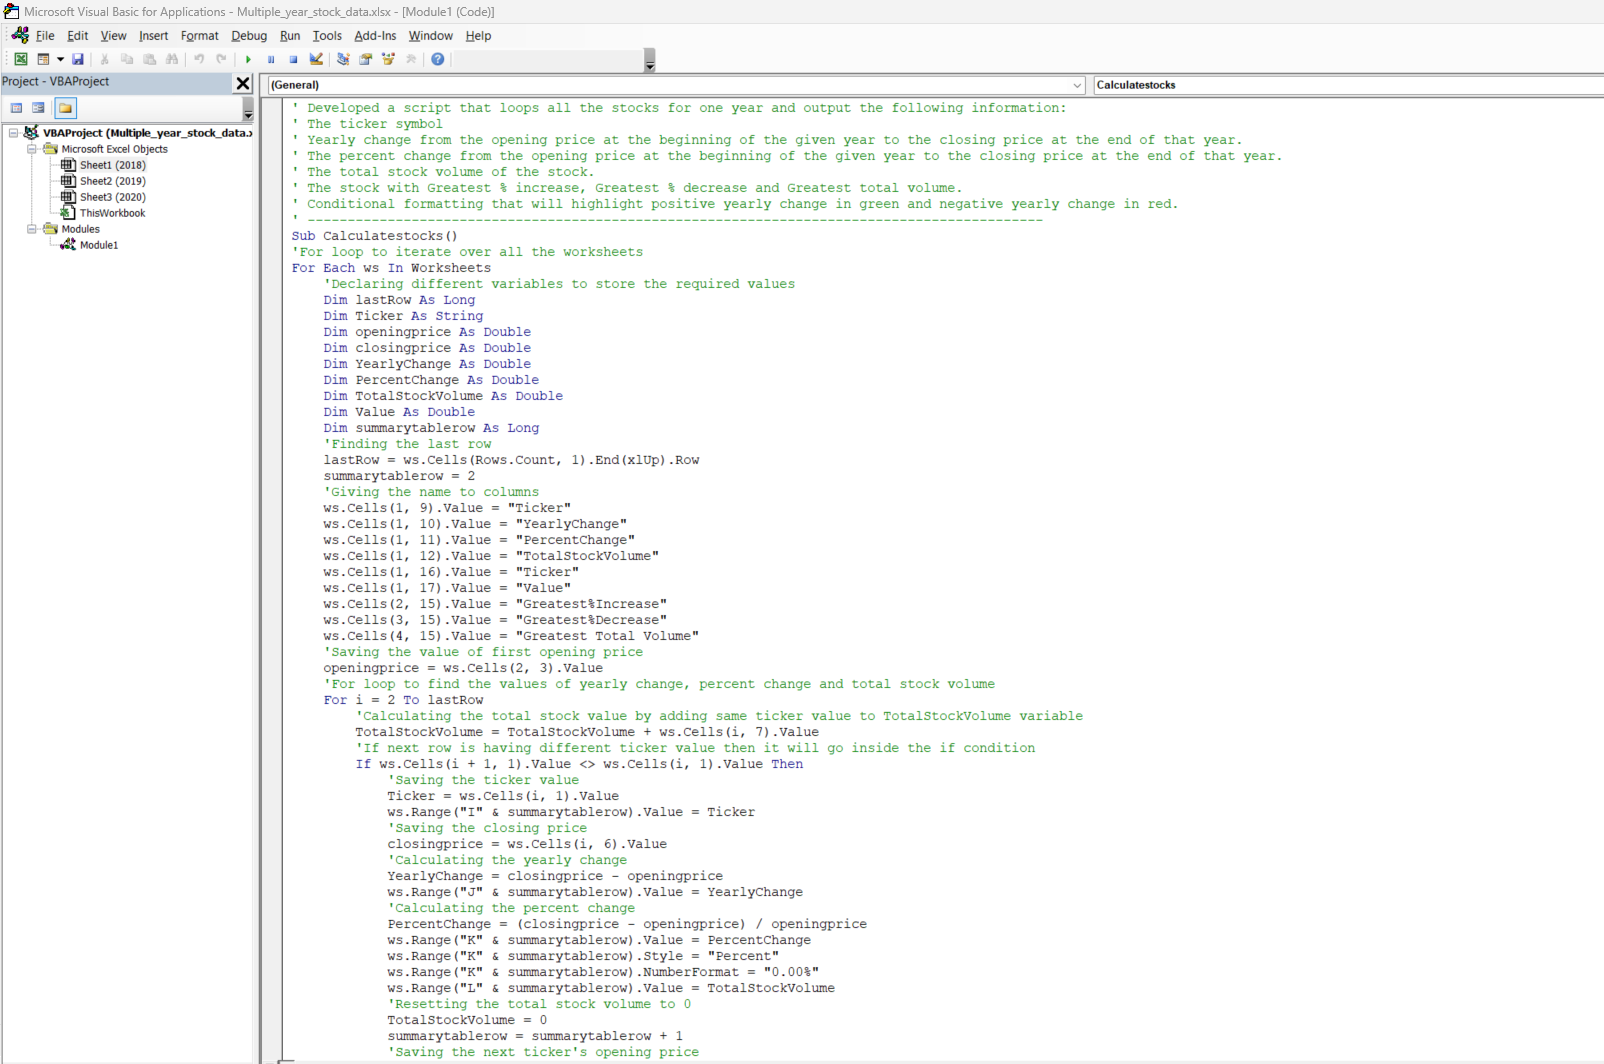 Microsoft Visual Basic for Applications - Multiple_year_stock_data.xlsx - [Module1 (Code)]
File Edit View Insert Format Debug Run Tools Add-Ins Window Help
Project - VBAProject
VBAProject (Multiple_year_stock_data.x
Microsoft Excel Objects
Sheet1 (2018)
Sheet2 (2019)
Sheet3 (2020)
ThisWorkbook
Modules
Module1
(General)
Calculatestocks
' Developed a script that loops all the stocks for one year and output the following information:
' The ticker symbol
' Yearly change from the opening price at the beginning of the given year to the closing price at the end of that year.
' The percent change from the opening price at the beginning of the given year to the closing price at the end of that year.
' The total stock volume of the stock.
' The stock with Greatest % increase, Greatest % decrease and Greatest total volume.
' Conditional formatting that will highlight positive yearly change in green and negative yearly change in red.
' --------------------------------------------------------------------------------------------
Sub Calculatestocks()
'For loop to iterate over all the worksheets
For Each ws In Worksheets
    'Declaring different variables to store the required values
    Dim lastRow As Long
    Dim Ticker As String
    Dim openingprice As Double
    Dim closingprice As Double
    Dim YearlyChange As Double
    Dim PercentChange As Double
    Dim TotalStockVolume As Double
    Dim Value As Double
    Dim summarytablerow As Long
    'Finding the last row
    lastRow = ws.Cells(Rows.Count, 1).End(xlUp).Row
    summarytablerow = 2
    'Giving the name to columns
    ws.Cells(1, 9).Value = "Ticker"
    ws.Cells(1, 10).Value = "YearlyChange"
    ws.Cells(1, 11).Value = "PercentChange"
    ws.Cells(1, 12).Value = "TotalStockVolume"
    ws.Cells(1, 16).Value = "Ticker"
    ws.Cells(1, 17).Value = "Value"
    ws.Cells(2, 15).Value = "Greatest%Increase"
    ws.Cells(3, 15).Value = "Greatest%Decrease"
    ws.Cells(4, 15).Value = "Greatest Total Volume"
    'Saving the value of first opening price
    openingprice = ws.Cells(2, 3).Value
    'For loop to find the values of yearly change, percent change and total stock volume
    For i = 2 To lastRow
        'Calculating the total stock value by adding same ticker value to TotalStockVolume variable
        TotalStockVolume = TotalStockVolume + ws.Cells(i, 7).Value
        'If next row is having different ticker value then it will go inside the if condition
        If ws.Cells(i + 1, 1).Value <> ws.Cells(i, 1).Value Then
            'Saving the ticker value
            Ticker = ws.Cells(i, 1).Value
            ws.Range("I" & summarytablerow).Value = Ticker
            'Saving the closing price
            closingprice = ws.Cells(i, 6).Value
            'Calculating the yearly change
            YearlyChange = closingprice - openingprice
            ws.Range("J" & summarytablerow).Value = YearlyChange
            'Calculating the percent change
            PercentChange = (closingprice - openingprice) / openingprice
            ws.Range("K" & summarytablerow).Value = PercentChange
            ws.Range("K" & summarytablerow).Style = "Percent"
            ws.Range("K" & summarytablerow).NumberFormat = "0.00%"
            ws.Range("L" & summarytablerow).Value = TotalStockVolume
            'Resetting the total stock volume to 0
            TotalStockVolume = 0
            summarytablerow = summarytablerow + 1
            'Saving the next ticker's opening price